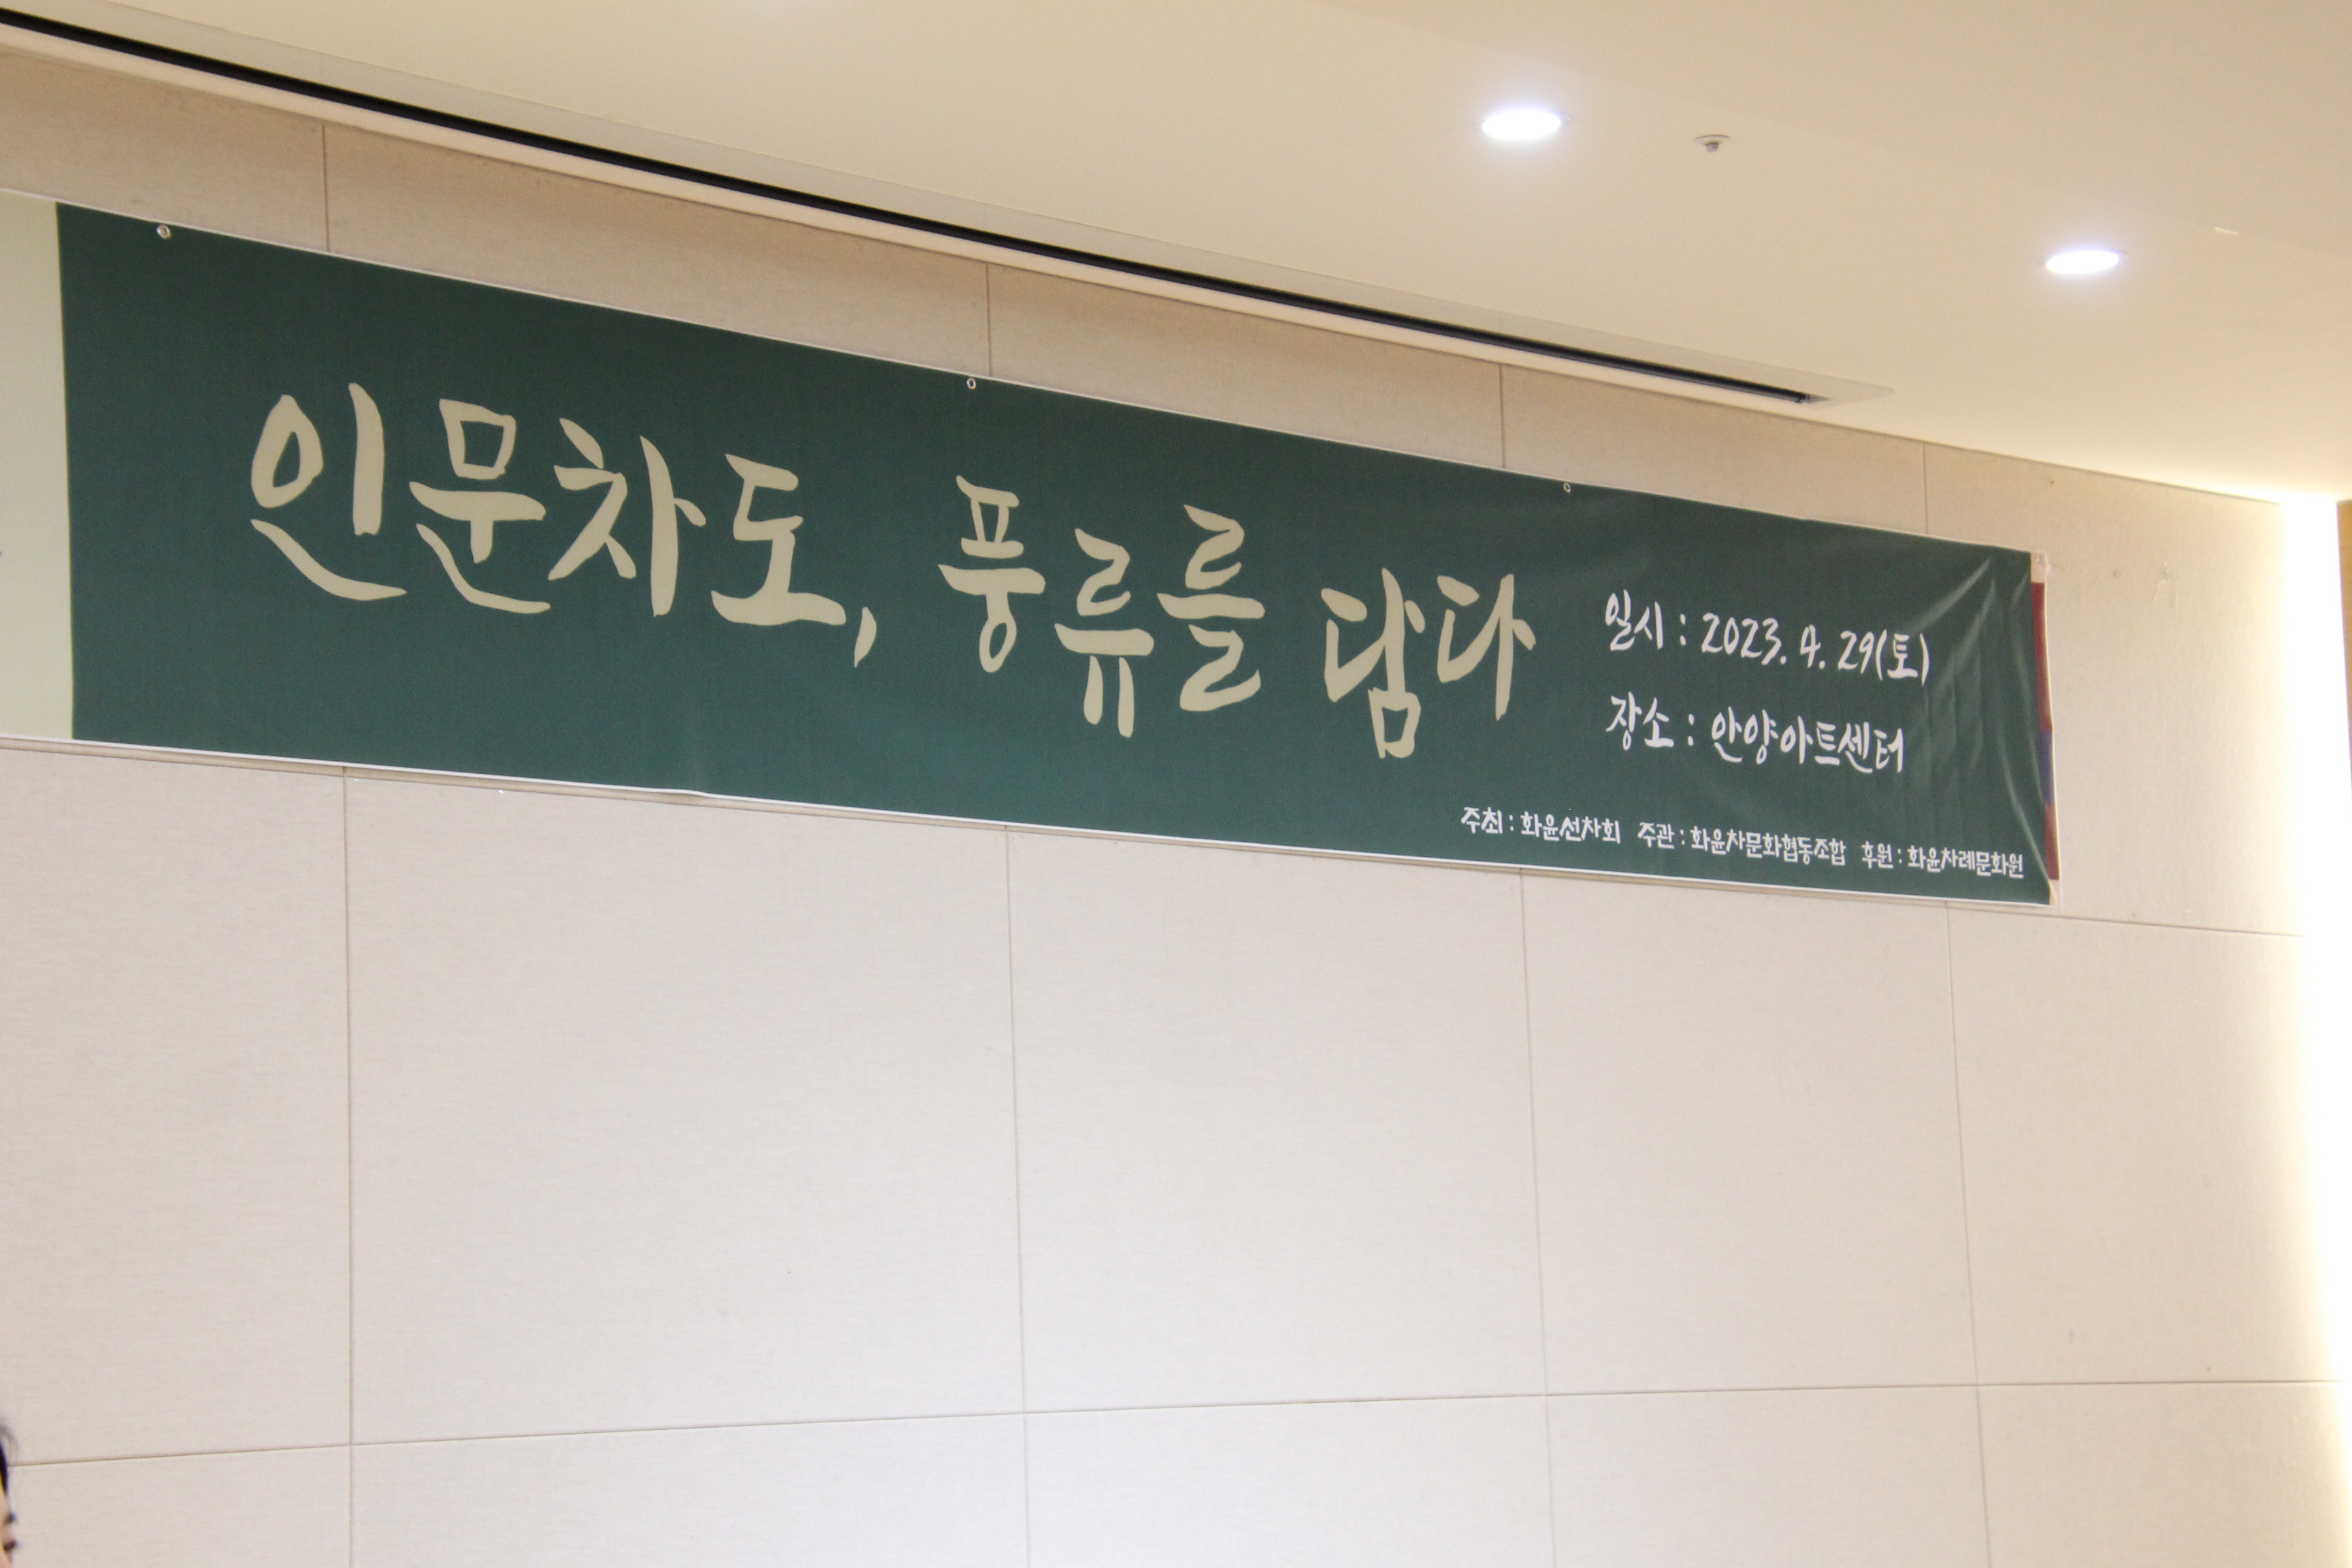 인문차도, 풍류를 담다
일시 : 2023. 4. 29(토)
장소 : 안양아트센터
주최 : 화윤선차회 주관 : 화윤차문화협동조합 후원 : 화윤차례문화원